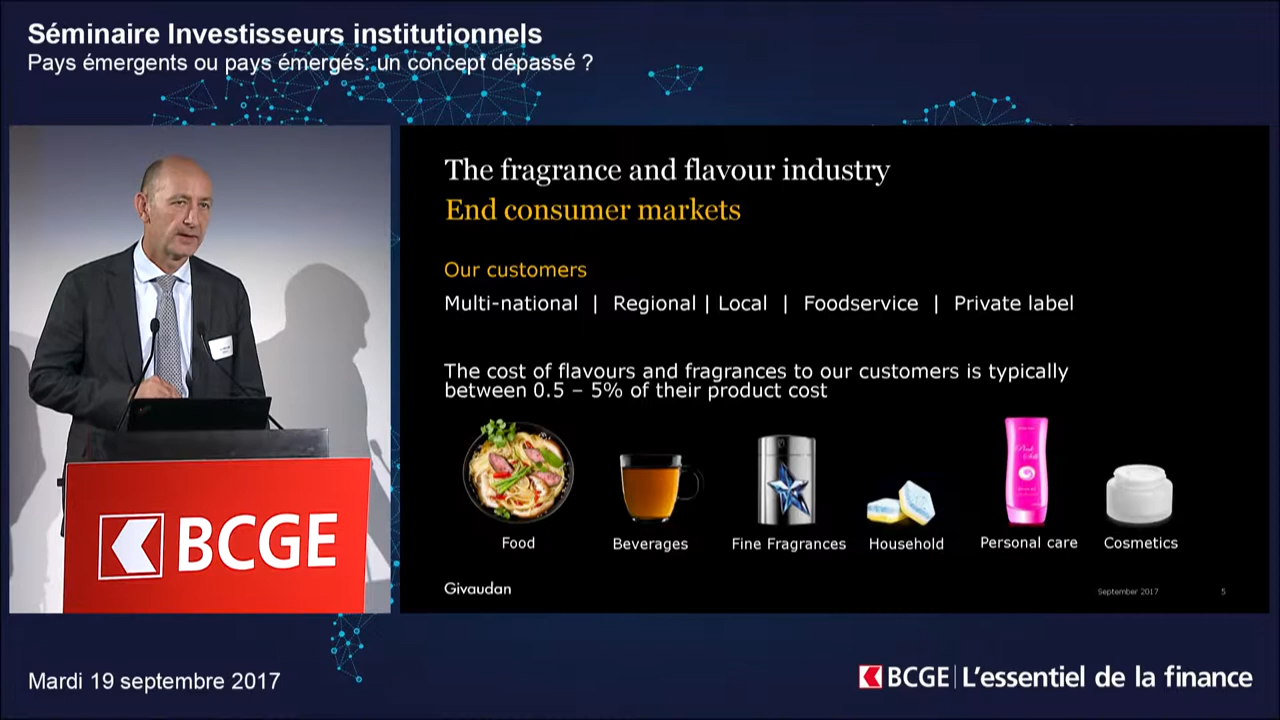 Séminaire Investisseurs institutionnels
Pays émergents ou pays émergés: un concept dépassé ?
The fragrance and flavour industry
End consumer markets
Our customers
Multi-national | Regional | Local | Foodservice | Private label
The cost of flavours and fragrances to our customers is typically
between 0.5 – 5% of their product cost
Food
Beverages
Fine Fragrances
Household
Personal care
Cosmetics
Givaudan
September 2017
5
BCGE
Mardi 19 septembre 2017
BCGE | L'essentiel de la finance